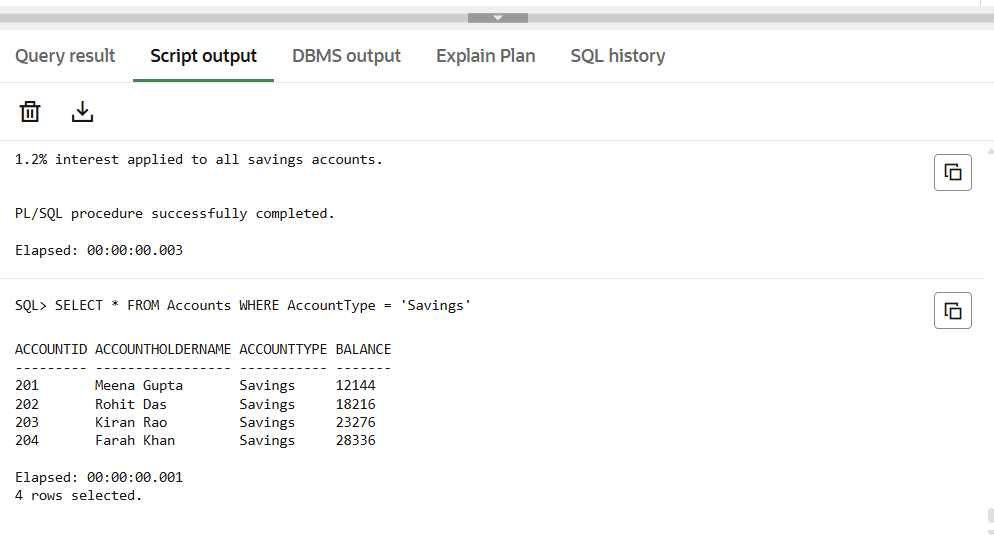 Query result Script output DBMS output Explain Plan SQL history
1.2% interest applied to all savings accounts.
PL/SQL procedure successfully completed.
Elapsed: 00:00:00.003
SQL> SELECT * FROM Accounts WHERE AccountType = 'Savings'
ACCOUNTID ACCOUNTHOLDERNAME ACCOUNTTYPE BALANCE
--------- ----------------- ----------- -------
201       Meena Gupta       Savings     12144
202       Rohit Das         Savings     18216
203       Kiran Rao         Savings     23276
204       Farah Khan        Savings     28336
Elapsed: 00:00:00.001
4 rows selected.